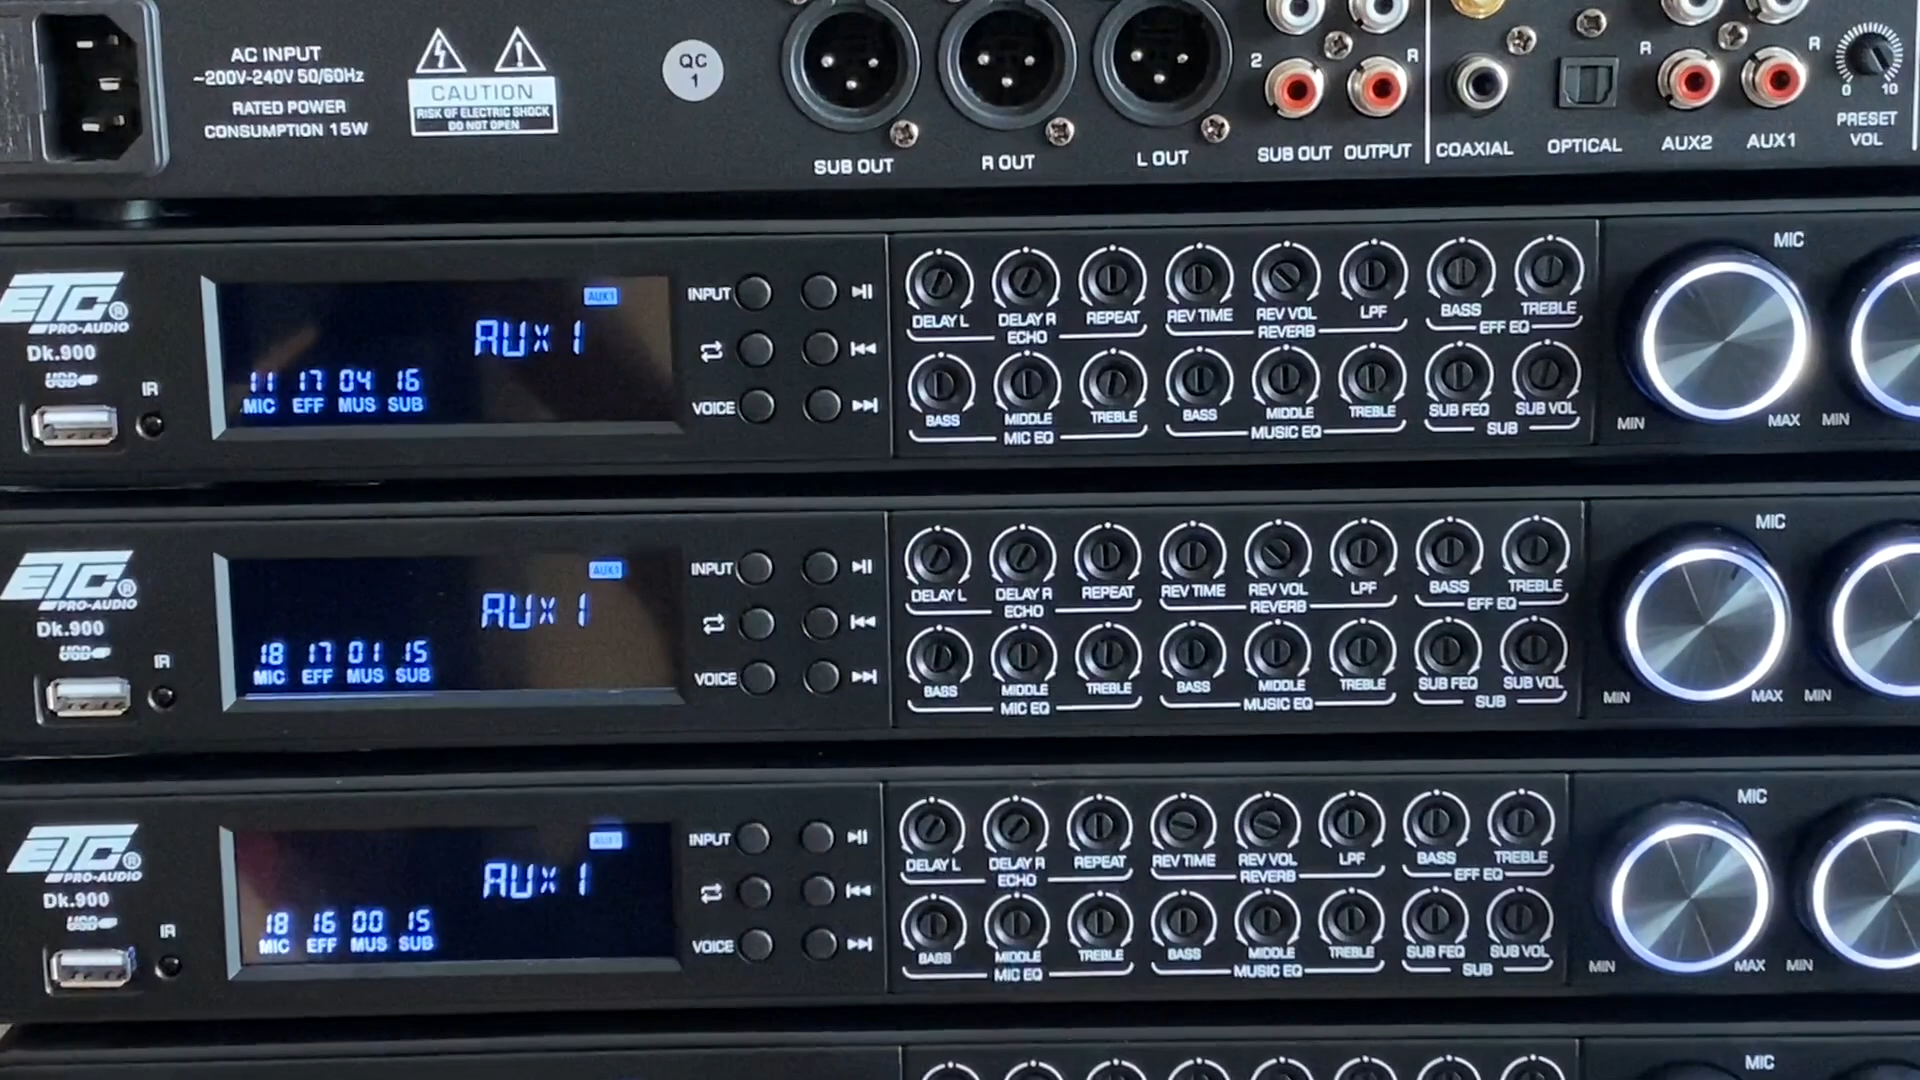 AC INPUT
~200V-240V 50/60Hz
RATED POWER
CONSUMPTION 15W
CAUTION
RISK OF ELECTRIC SHOCK
DO NOT OPEN
QC
1
SUB OUT
R OUT
L OUT
2
R
SUB OUT OUTPUT
COAXIAL
OPTICAL
R
AUX2
R
AUX1
0 10
PRESET
VOL
ETC®
PRO-AUDIO
Dk.900
USB
IR
AUX1
AUX1
11 17 04 16
MIC EFF MUS SUB
INPUT
VOICE
DELAY L DELAY R REPEAT REV TIME REV VOL LPF BASS TREBLE
ECHO REVERB EFF EQ
BASS MIDDLE TREBLE BASS MIDDLE TREBLE SUB FEQ SUB VOL
MIC EQ MUSIC EQ SUB
MIC
MIN MAX MIN
ETC®
PRO-AUDIO
Dk.900
USB
IR
AUX1
AUX1
18 17 01 15
MIC EFF MUS SUB
INPUT
VOICE
DELAY L DELAY R REPEAT REV TIME REV VOL LPF BASS TREBLE
ECHO REVERB EFF EQ
BASS MIDDLE TREBLE BASS MIDDLE TREBLE SUB FEQ SUB VOL
MIC EQ MUSIC EQ SUB
MIC
MIN MAX MIN
ETC®
PRO-AUDIO
Dk.900
USB
IR
AUX1
AUX1
18 16 00 15
MIC EFF MUS SUB
INPUT
VOICE
DELAY L DELAY R REPEAT REV TIME REV VOL LPF BASS TREBLE
ECHO REVERB EFF EQ
BASS MIDDLE TREBLE BASS MIDDLE TREBLE SUB FEQ SUB VOL
MIC EQ MUSIC EQ SUB
MIC
MIN MAX MIN
MIC